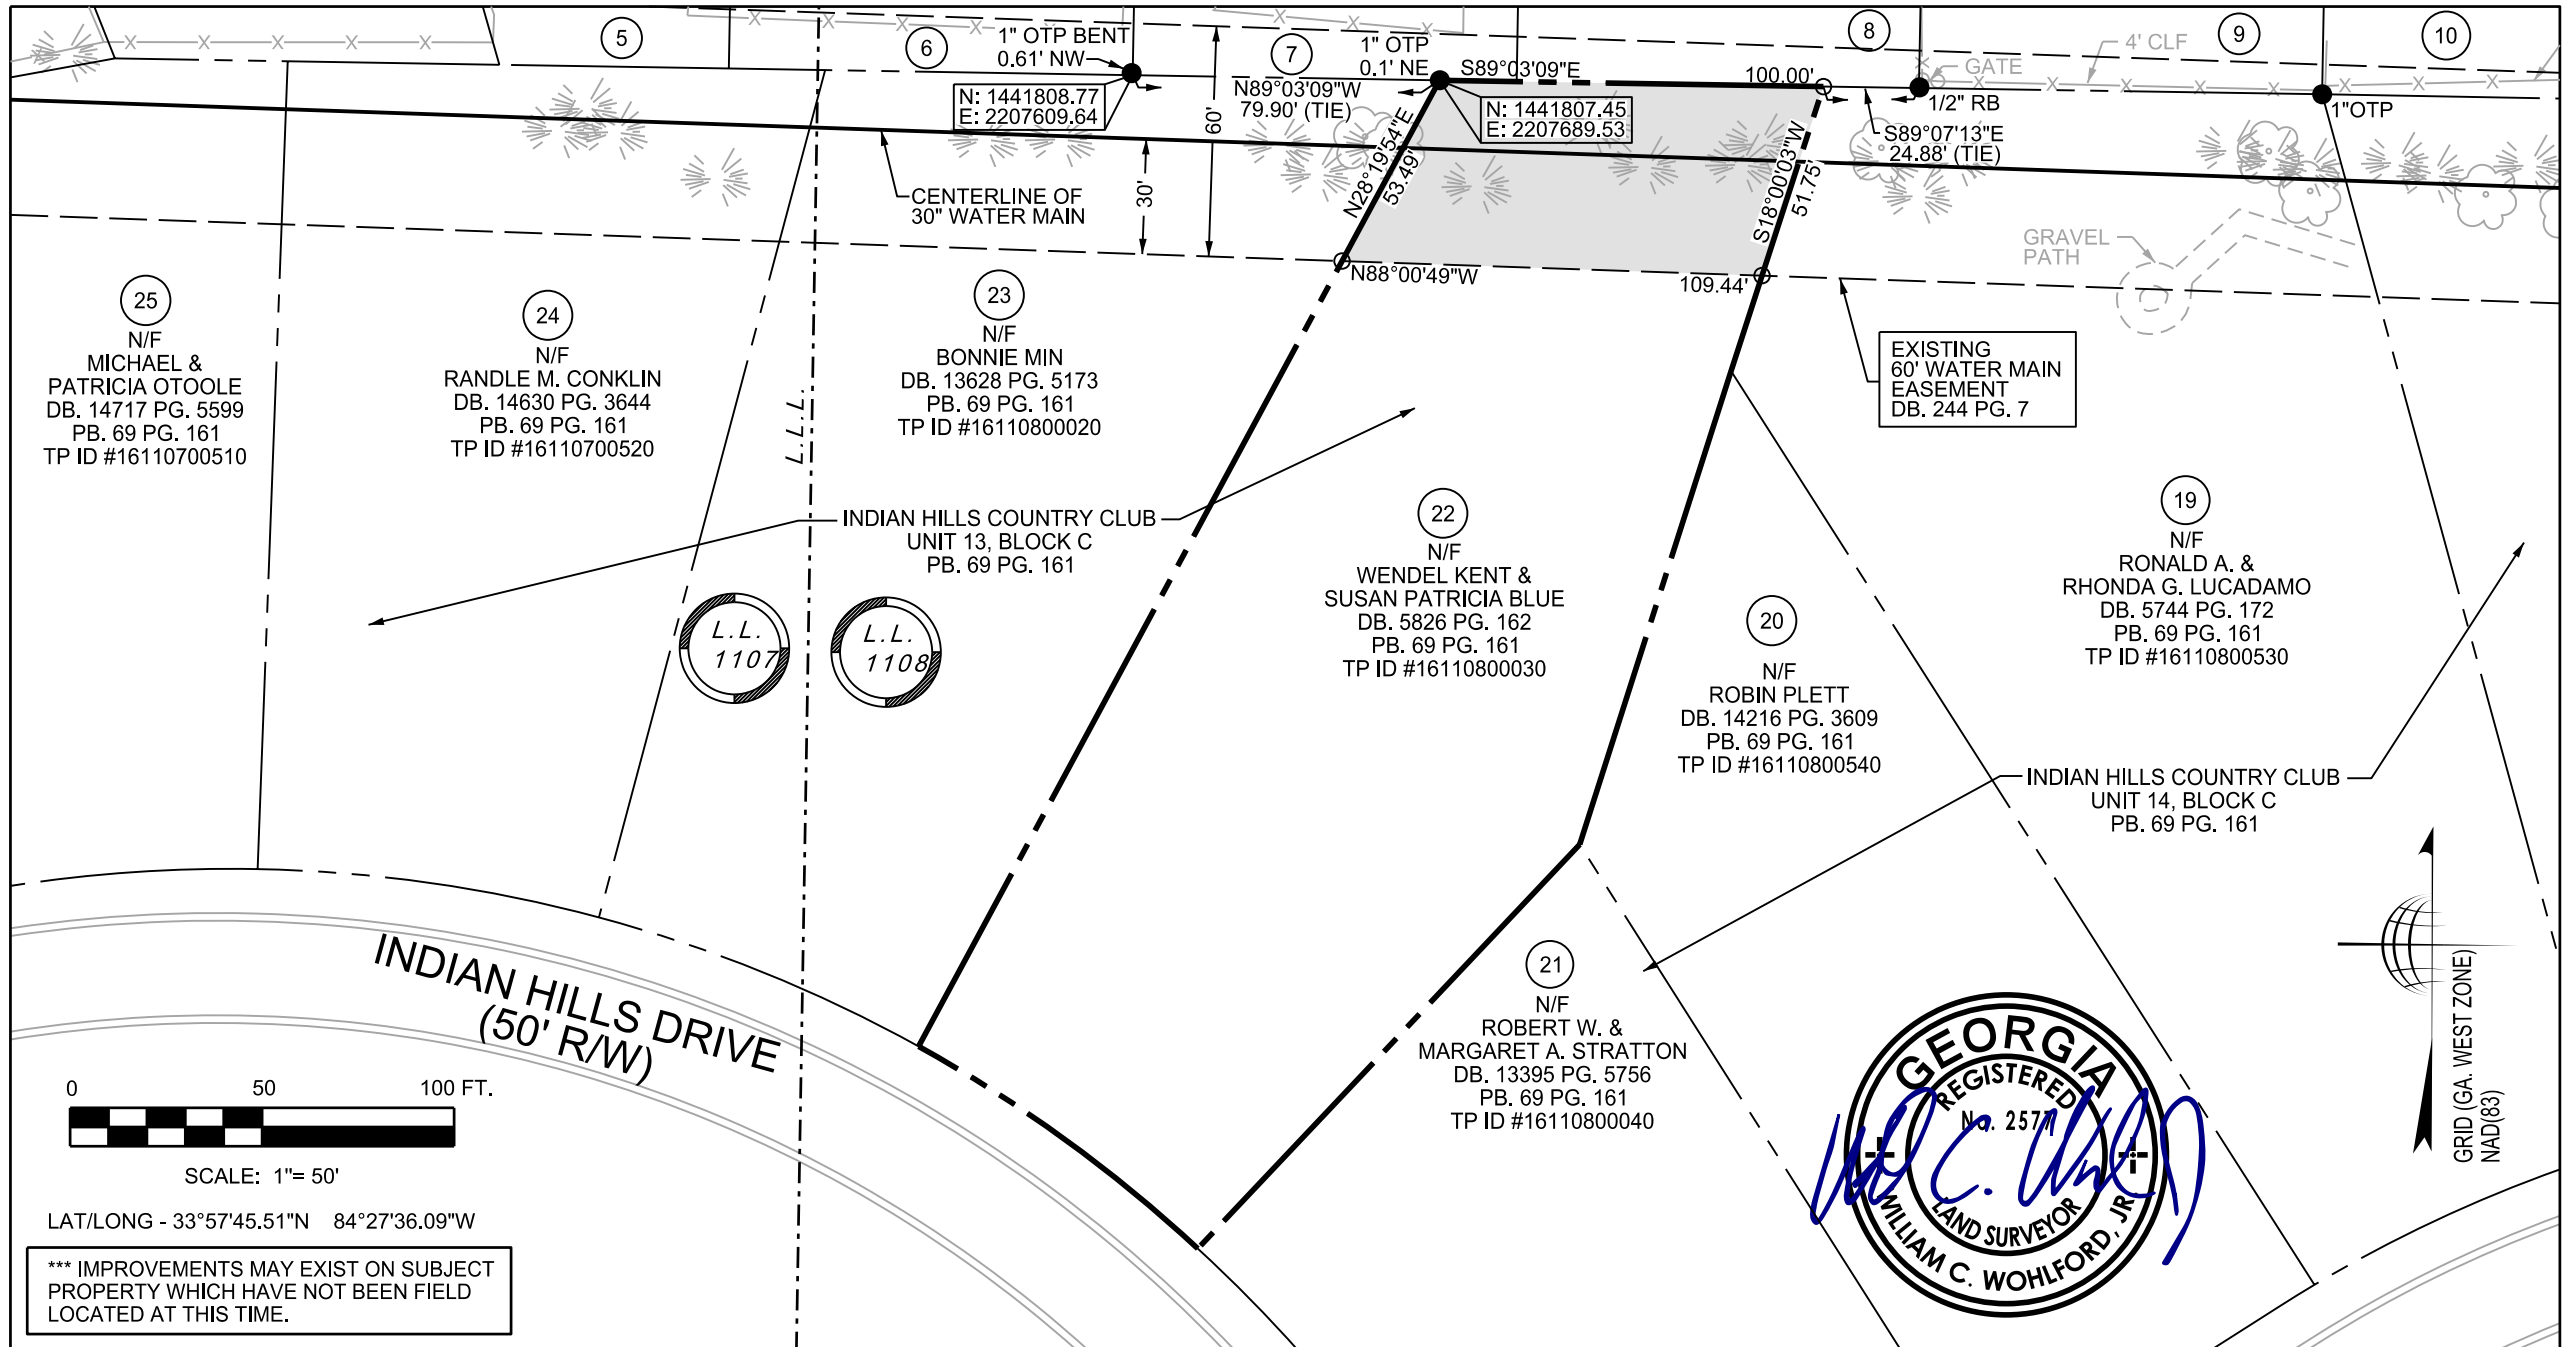 5
6
7
8
9
10
1" OTP BENT
0.61' NW
1" OTP
0.1' NE
S89°03'09"E
100.00'
4' CLF
GATE
N: 1441808.77
E: 2207609.64
60'
N89°03'09"W
79.90' (TIE)
N: 1441807.45
E: 2207689.53
1/2" RB
1"OTP
S89°07'13"E
24.88' (TIE)
N28°19'54"E
53.49'
S18°00'03"W
51.75'
CENTERLINE OF
30" WATER MAIN
30'
GRAVEL
PATH
N88°00'49"W
109.44'
EXISTING
60' WATER MAIN
EASEMENT
DB. 244 PG. 7
25
N/F
MICHAEL &
PATRICIA OTOOLE
DB. 14717 PG. 5599
PB. 69 PG. 161
TP ID #16110700510
24
N/F
RANDLE M. CONKLIN
DB. 14630 PG. 3644
PB. 69 PG. 161
TP ID #16110700520
L.L.L.
23
N/F
BONNIE MIN
DB. 13628 PG. 5173
PB. 69 PG. 161
TP ID #16110800020
INDIAN HILLS COUNTRY CLUB
UNIT 13, BLOCK C
PB. 69 PG. 161
L.L.
1107
L.L.
1108
22
N/F
WENDEL KENT &
SUSAN PATRICIA BLUE
DB. 5826 PG. 162
PB. 69 PG. 161
TP ID #16110800030
20
N/F
ROBIN PLETT
DB. 14216 PG. 3609
PB. 69 PG. 161
TP ID #16110800540
19
N/F
RONALD A. &
RHONDA G. LUCADAMO
DB. 5744 PG. 172
PB. 69 PG. 161
TP ID #16110800530
INDIAN HILLS COUNTRY CLUB
UNIT 14, BLOCK C
PB. 69 PG. 161
21
N/F
ROBERT W. &
MARGARET A. STRATTON
DB. 13395 PG. 5756
PB. 69 PG. 161
TP ID #16110800040
INDIAN HILLS DRIVE
(50' R/W)
0 50 100 FT.
SCALE: 1"= 50'
LAT/LONG - 33°57'45.51"N 84°27'36.09"W
*** IMPROVEMENTS MAY EXIST ON SUBJECT
PROPERTY WHICH HAVE NOT BEEN FIELD
LOCATED AT THIS TIME.
GEORGIA
REGISTERED
No. 2577
LAND SURVEYOR
WILLIAM C. WOHLFORD, JR.
GRID (GA. WEST ZONE)
NAD(83)